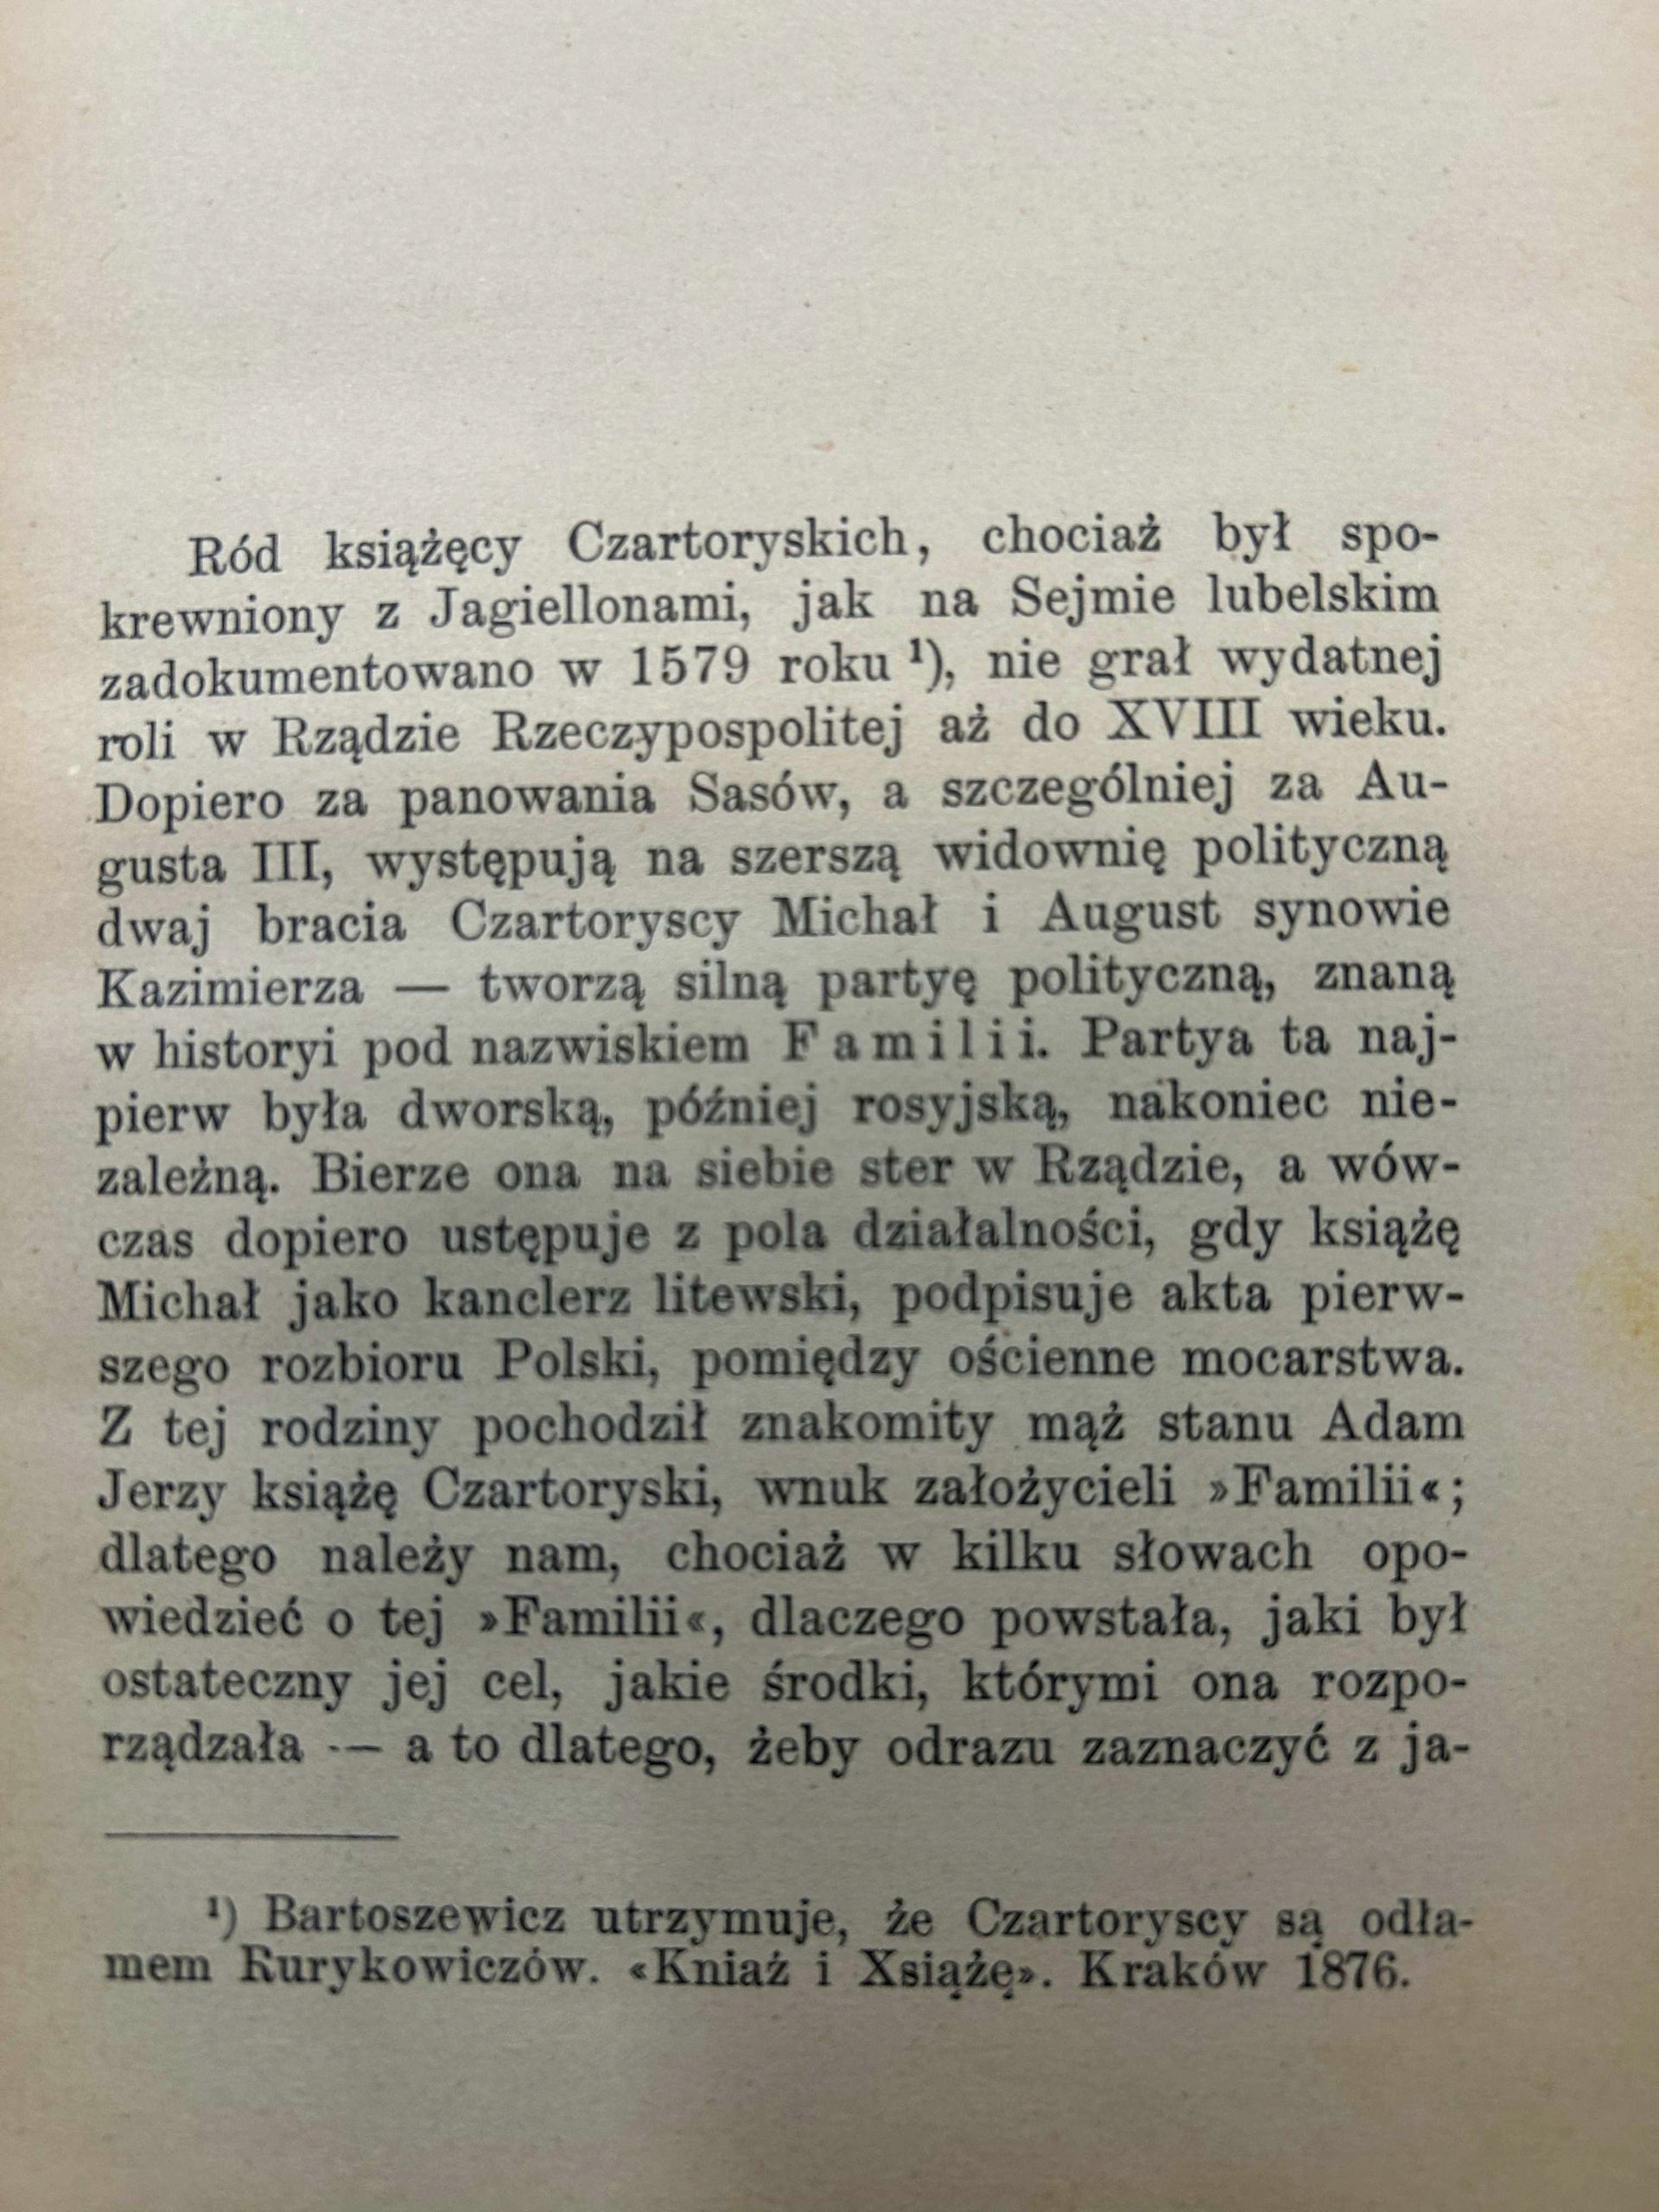 Ród książęcy Czartoryskich, chociaż był spo-
krewniony z Jagiellonami, jak na Sejmie lubelskim
zadokumentowano w 1579 roku ¹), nie grał wydatnej
roli w Rządzie Rzeczypospolitej aż do XVIII wieku.
Dopiero za panowania Sasów, a szczególniej za Au-
gusta III, występują na szerszą widownię polityczną
dwaj bracia Czartoryscy Michał i August synowie
Kazimierza — tworzą silną partyę polityczną, znaną
w historyi pod nazwiskiem Familii. Partya ta naj-
pierw była dworską, później rosyjską, nakoniec nie-
zależną. Bierze ona na siebie ster w Rządzie, a wów-
czas dopiero ustępuje z pola działalności, gdy książę
Michał jako kanclerz litewski, podpisuje akta pierw-
szego rozbioru Polski, pomiędzy ościenne mocarstwa.
Z tej rodziny pochodził znakomity mąż stanu Adam
Jerzy książę Czartoryski, wnuk założycieli »Familii«;
dlatego należy nam, chociaż w kilku słowach opo-
wiedzieć o tej »Familii«, dlaczego powstała, jaki był
ostateczny jej cel, jakie środki, którymi ona rozpo-
rządzała — a to dlatego, żeby odrazu zaznaczyć z ja-
¹) Bartoszewicz utrzymuje, że Czartoryscy są odła-
mem Rurykowiczów. «Kniaź i Xsiążę». Kraków 1876.